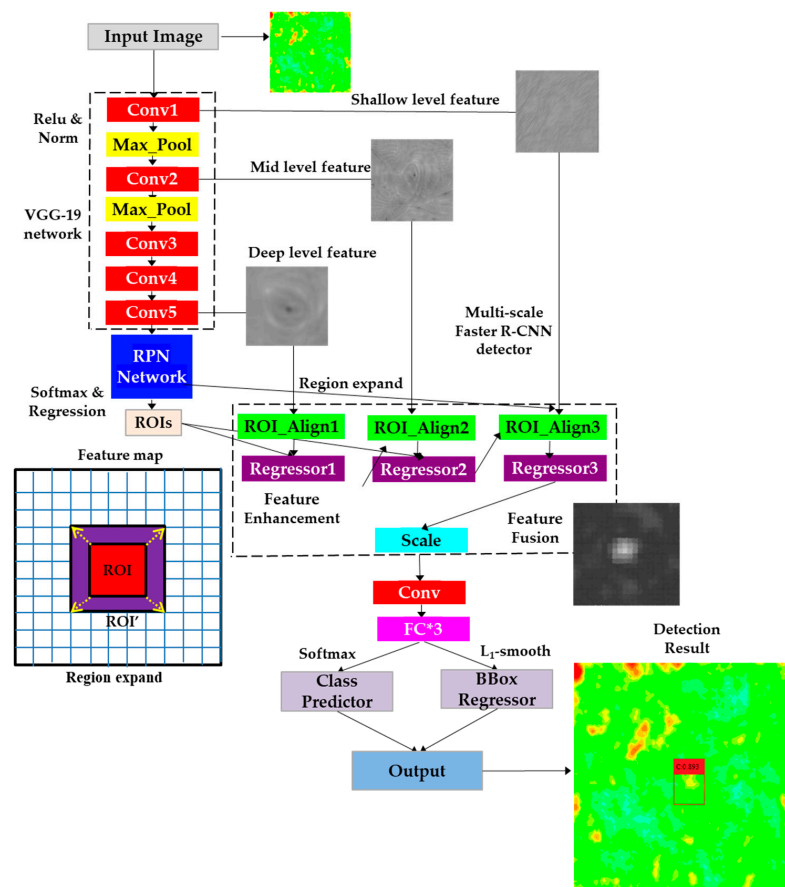 Input Image
Relu &
Norm
Conv1
Shallow level feature
Max_Pool
Conv2
Mid level feature
VGG-19
network
Max_Pool
Conv3
Deep level feature
Conv4
Conv5
Multi-scale
Faster R-CNN
detector
RPN
Network
Softmax &
Regression
Region expand
ROIs
ROI_Align1
ROI_Align2
ROI_Align3
Regressor1
Regressor2
Regressor3
Feature map
Feature
Enhancement
Feature
Fusion
Scale
ROI
ROI'
Region expand
Conv
FC*3
Softmax
L1-smooth
Class
Predictor
BBox
Regressor
Detection
Result
Output